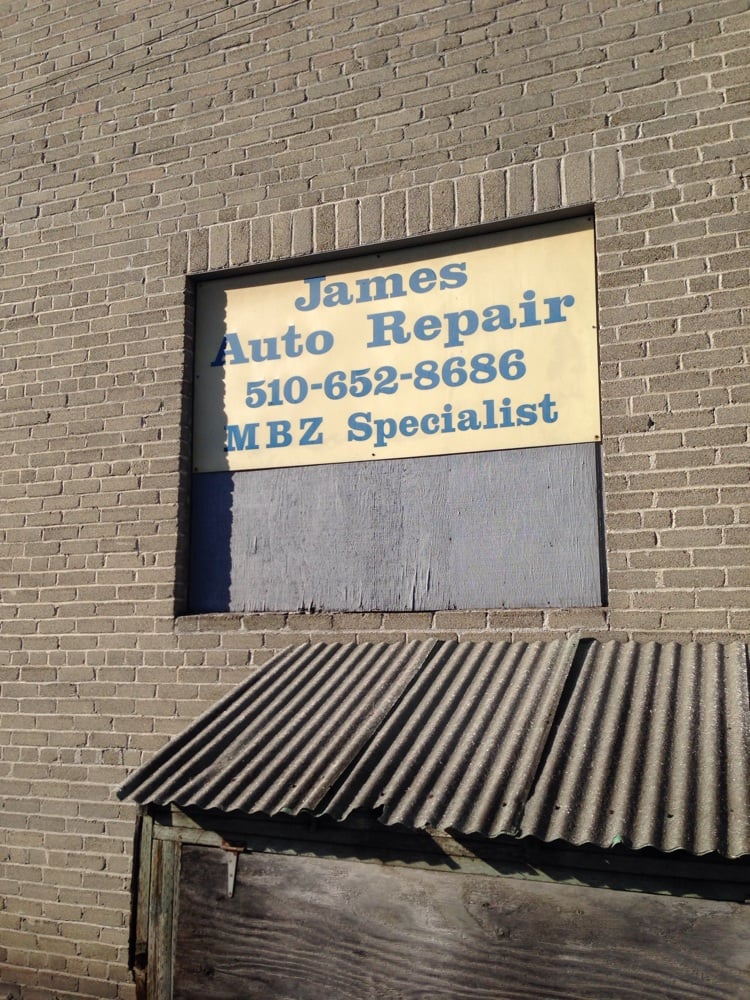 James
Auto Repair
510-652-8686
MBZ Specialist